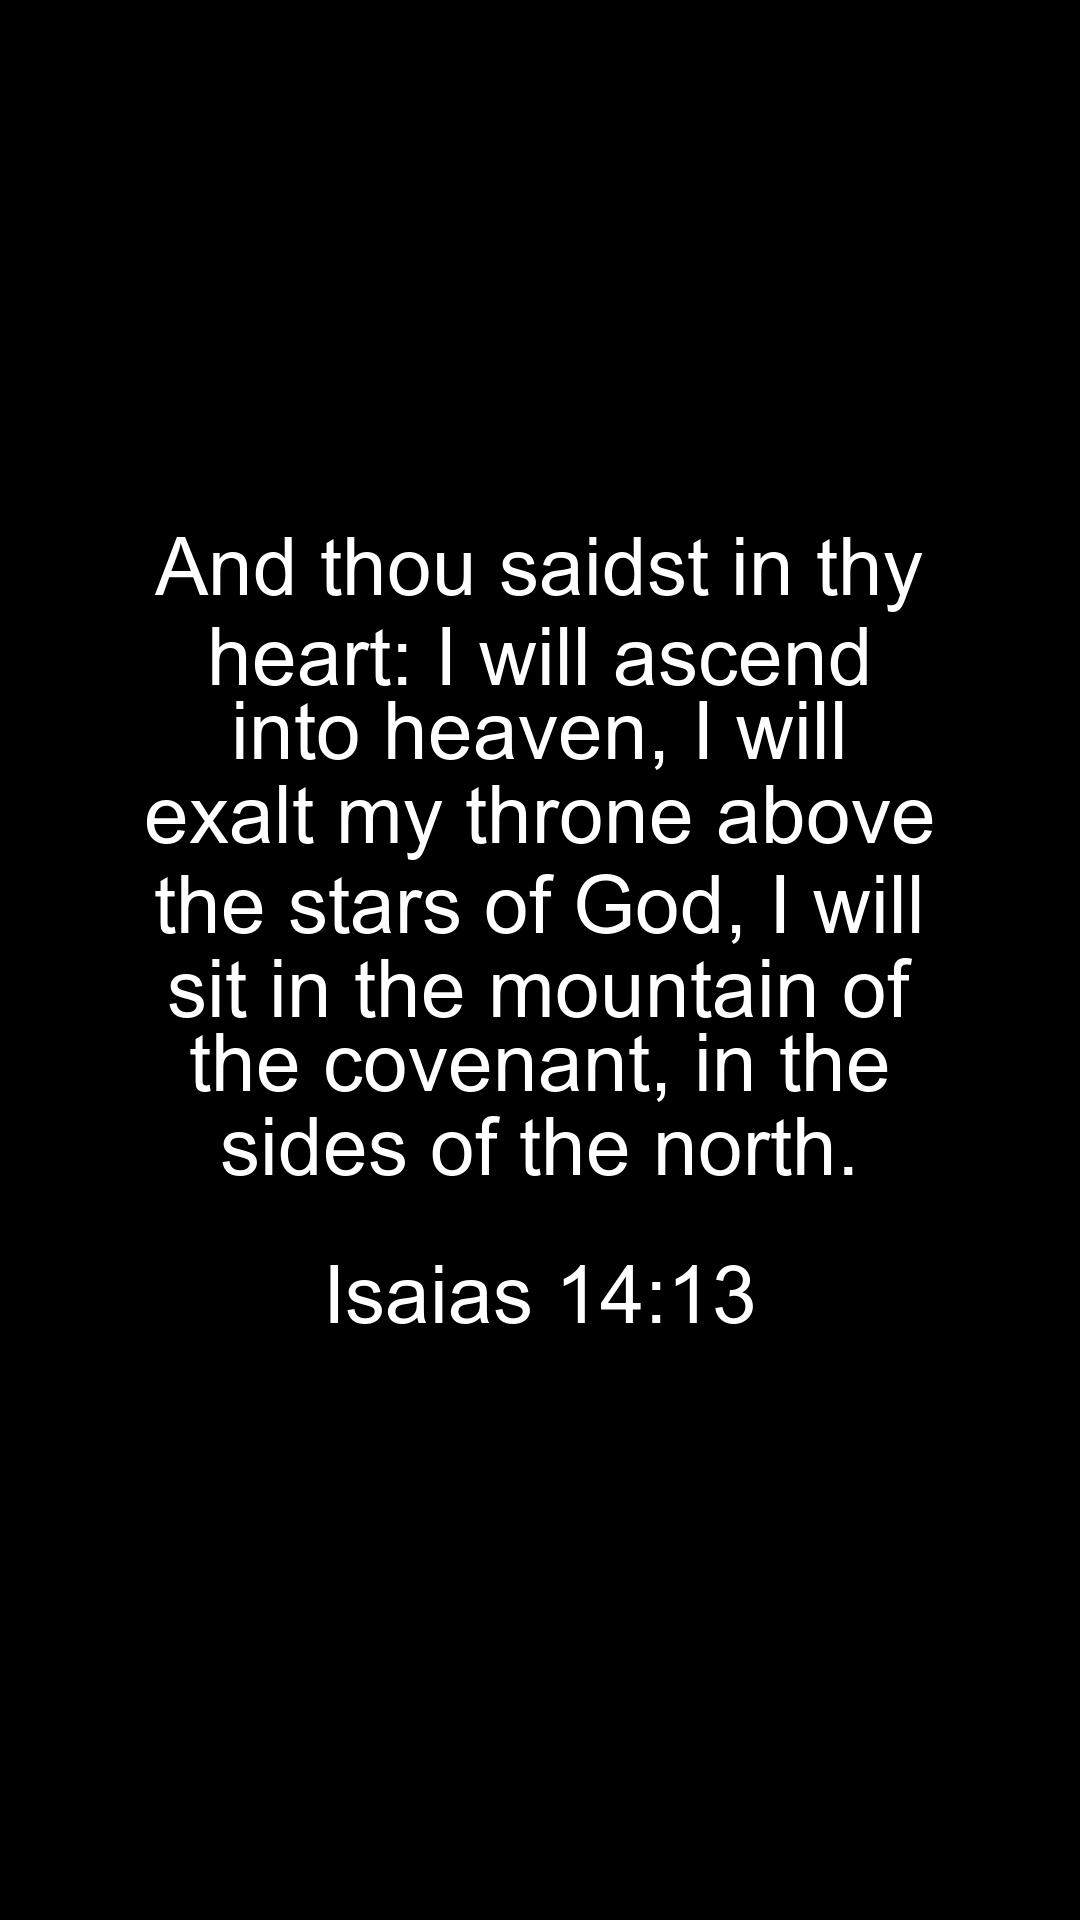 And thou saidst in thy
heart: I will ascend
into heaven, I will
exalt my throne above
the stars of God, I will
sit in the mountain of
the covenant, in the
sides of the north.
Isaias 14:13